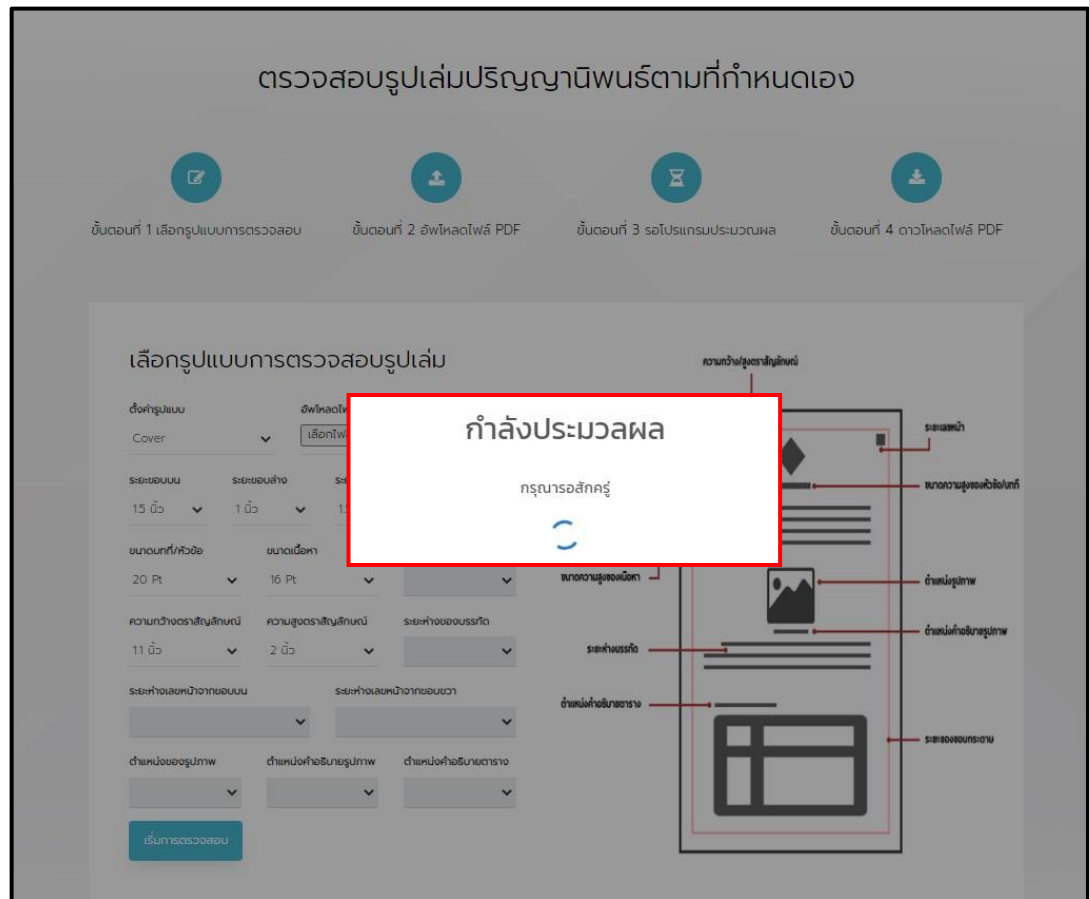 ตรวจสอบรูปเล่มปริญญานิพนธ์ตามที่กำหนดเอง
ขั้นตอนที่ 1 เลือกรูปแบบการตรวจสอบ
ขั้นตอนที่ 2 อัพโหลดไฟล์ PDF
ขั้นตอนที่ 3 รอโปรแกรมประมวณผล
ขั้นตอนที่ 4 ดาวโหลดไฟล์ PDF
เลือกรูปแบบการตรวจสอบรูปเล่ม
ตั้งค่ารูปแบบ
Cover
ระยะขอบบน ระยะขอบล่าง
1.5 นิ้ว 1 นิ้ว
ขนาดบทที่/หัวข้อ ขนาดเนื้อหา
20 Pt 16 Pt
ความกว้างตราสัญลักษณ์ ความสูงตราสัญลักษณ์ ระยะห่างของบรรทัด
1.1 นิ้ว 2 นิ้ว
ระยะห่างเลขหน้าจากขอบบน ระยะห่างเลขหน้าจากขอบขวา
ตำแหน่งของรูปภาพ ตำแหน่งคำอธิบายรูปภาพ ตำแหน่งคำอธิบายตาราง
เริ่มการตรวจสอบ
กำลังประมวลผล
กรุณารอสักครู่
ความกว้าง/สูงตราสัญลักษณ์
ระยะเลขหน้า
ขนาดความสูงของหัวข้อ/บทที่
ขนาดความสูงของเนื้อหา
ตำแหน่งรูปภาพ
ตำแหน่งคำอธิบายรูปภาพ
ระยะห่างบรรทัด
ตำแหน่งคำอธิบายตาราง
ระยะของขอบกระดาษ